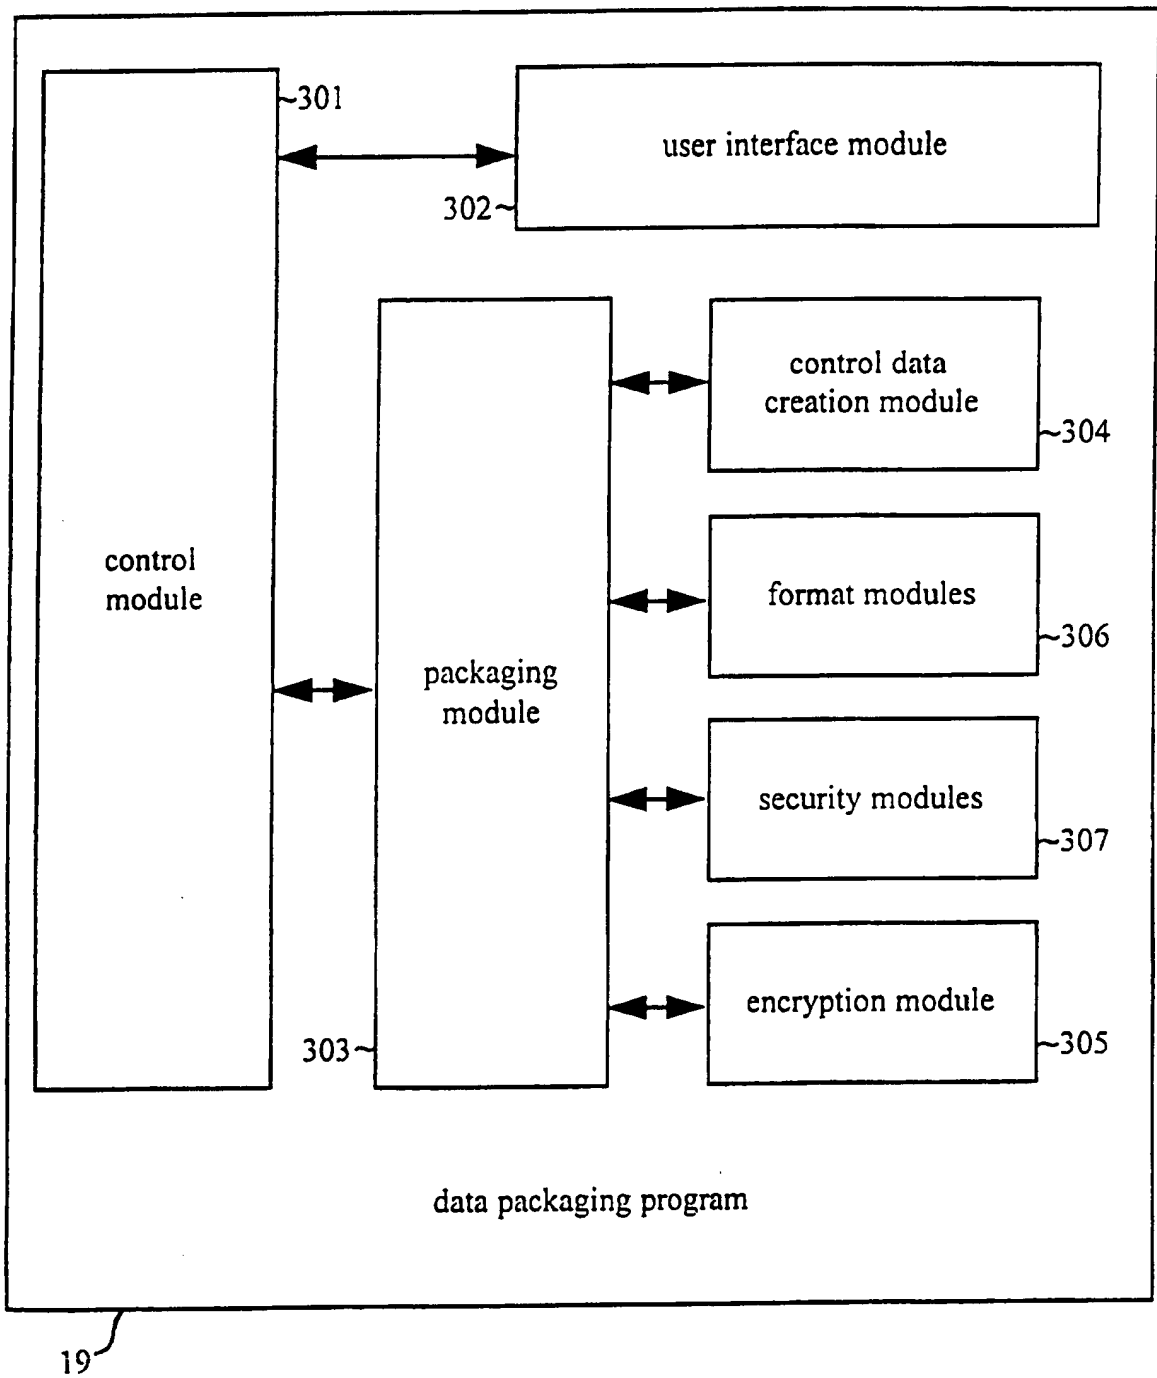 301
user interface module
302
control data
creation module
304
control
module
format modules
306
packaging
module
security modules
307
encryption module
303
305
data packaging program
19